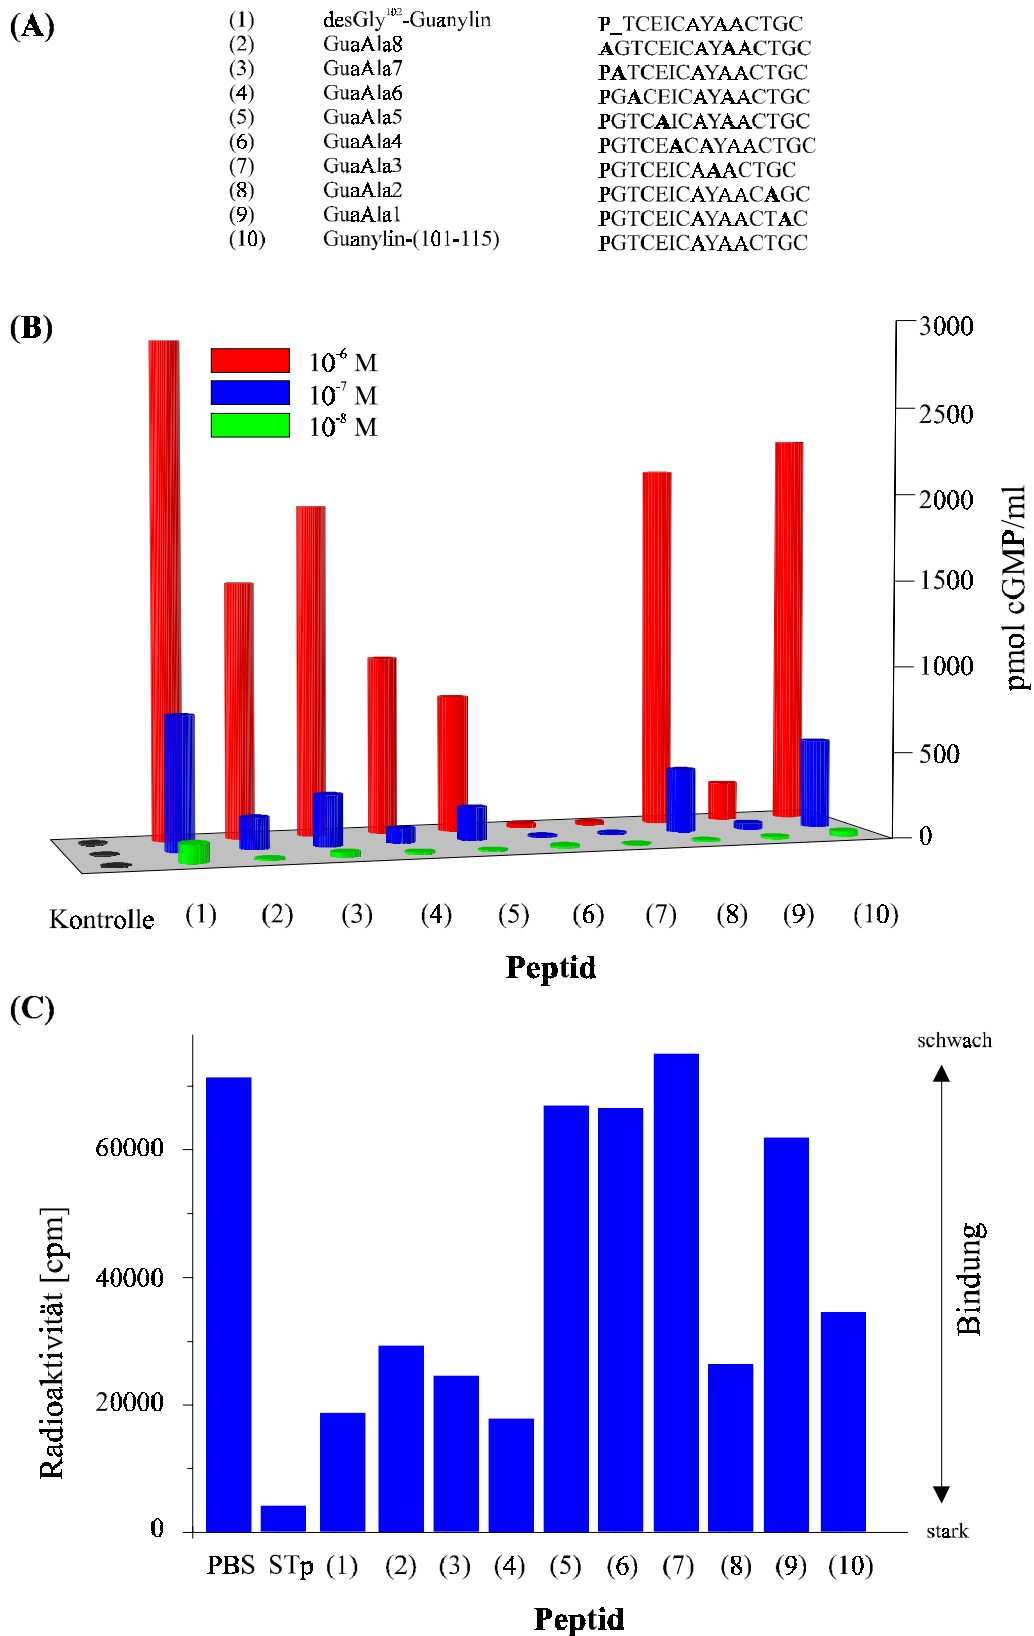 (A)
(1) desGly¹⁰²-Guanylin P_TCEICAYAACTGC
(2) GuaAla8 AGTCEICAYAACTGC
(3) GuaAla7 PATCEICAYAACTGC
(4) GuaAla6 PGACEICAYAACTGC
(5) GuaAla5 PGTCAICAYAACTGC
(6) GuaAla4 PGTCEACAYAACTGC
(7) GuaAla3 PGTCEICAAACTGC
(8) GuaAla2 PGTCEICAYAACAGC
(9) GuaAla1 PGTCEICAYAACTAC
(10) Guanylin-(101-115) PGTCEICAYAACTGC
(B)
10⁻⁶ M
10⁻⁷ M
10⁻⁸ M
3000
2500
2000
1500
1000
500
0
pmol cGMP/ml
Kontrolle (1) (2) (3) (4) (5) (6) (7) (8) (9) (10)
Peptid
(C)
60000
40000
20000
0
Radioaktivität [cpm]
schwach
Bindung
stark
PBS STp (1) (2) (3) (4) (5) (6) (7) (8) (9) (10)
Peptid